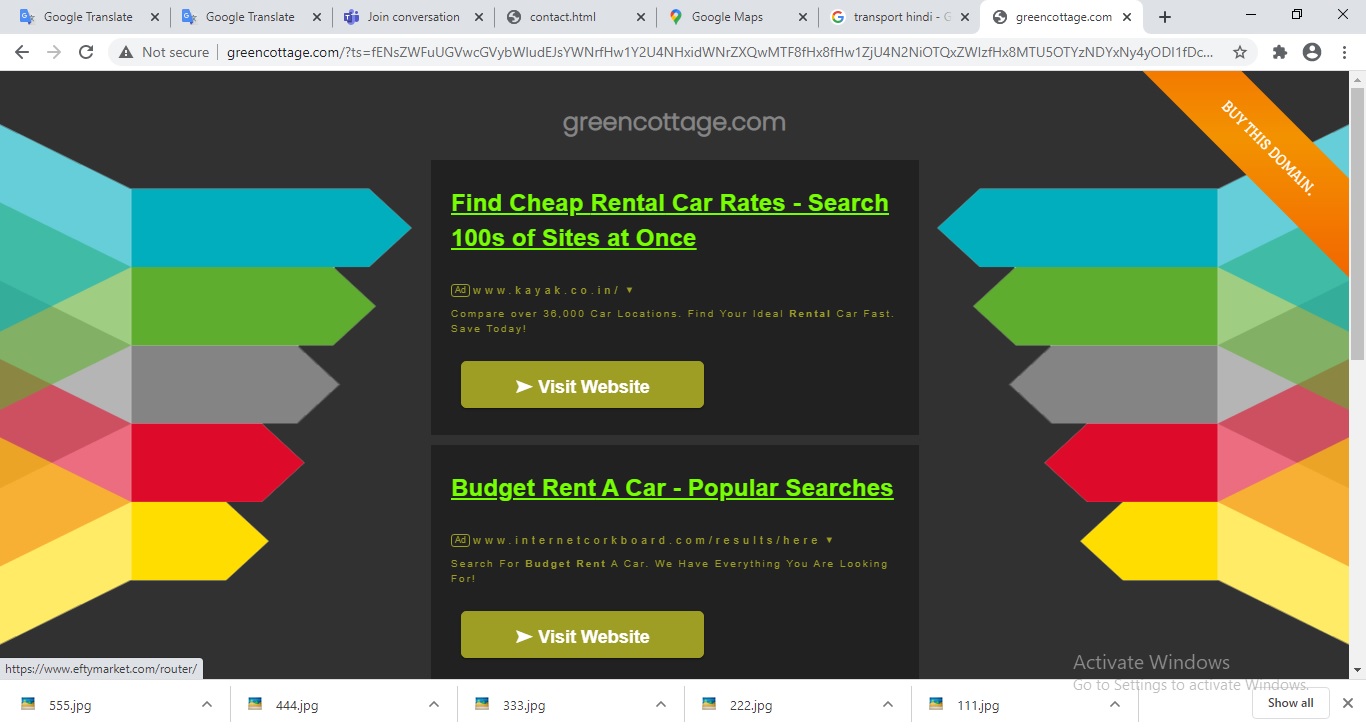 Google Translate
Google Translate
Join conversation
contact.html
Google Maps
transport hindi - G
greencottage.com
Not secure
greencottage.com/?ts=fENsZWFuUGVwcGVybWludEJsYWNrfHw1Y2U4NHxidWNrZXQwMTF8fHx8fHw1ZjU4N2NiOTQxZWIzfHx8MTU5OTYzNDYxNy4yODI1fDc...
greencottage.com
BUY THIS DOMAIN.
Find Cheap Rental Car Rates - Search
100s of Sites at Once
Ad www.kayak.co.in/ ▼
Compare over 36,000 Car Locations. Find Your Ideal Rental Car Fast.
Save Today!
➤ Visit Website
Budget Rent A Car - Popular Searches
Ad www.internetcorkboard.com/results/here ▼
Search For Budget Rent A Car. We Have Everything You Are Looking
For!
➤ Visit Website
Activate Windows
Go to Settings to activate Windows.
https://www.eftymarket.com/router/
555.jpg
444.jpg
333.jpg
222.jpg
111.jpg
Show all